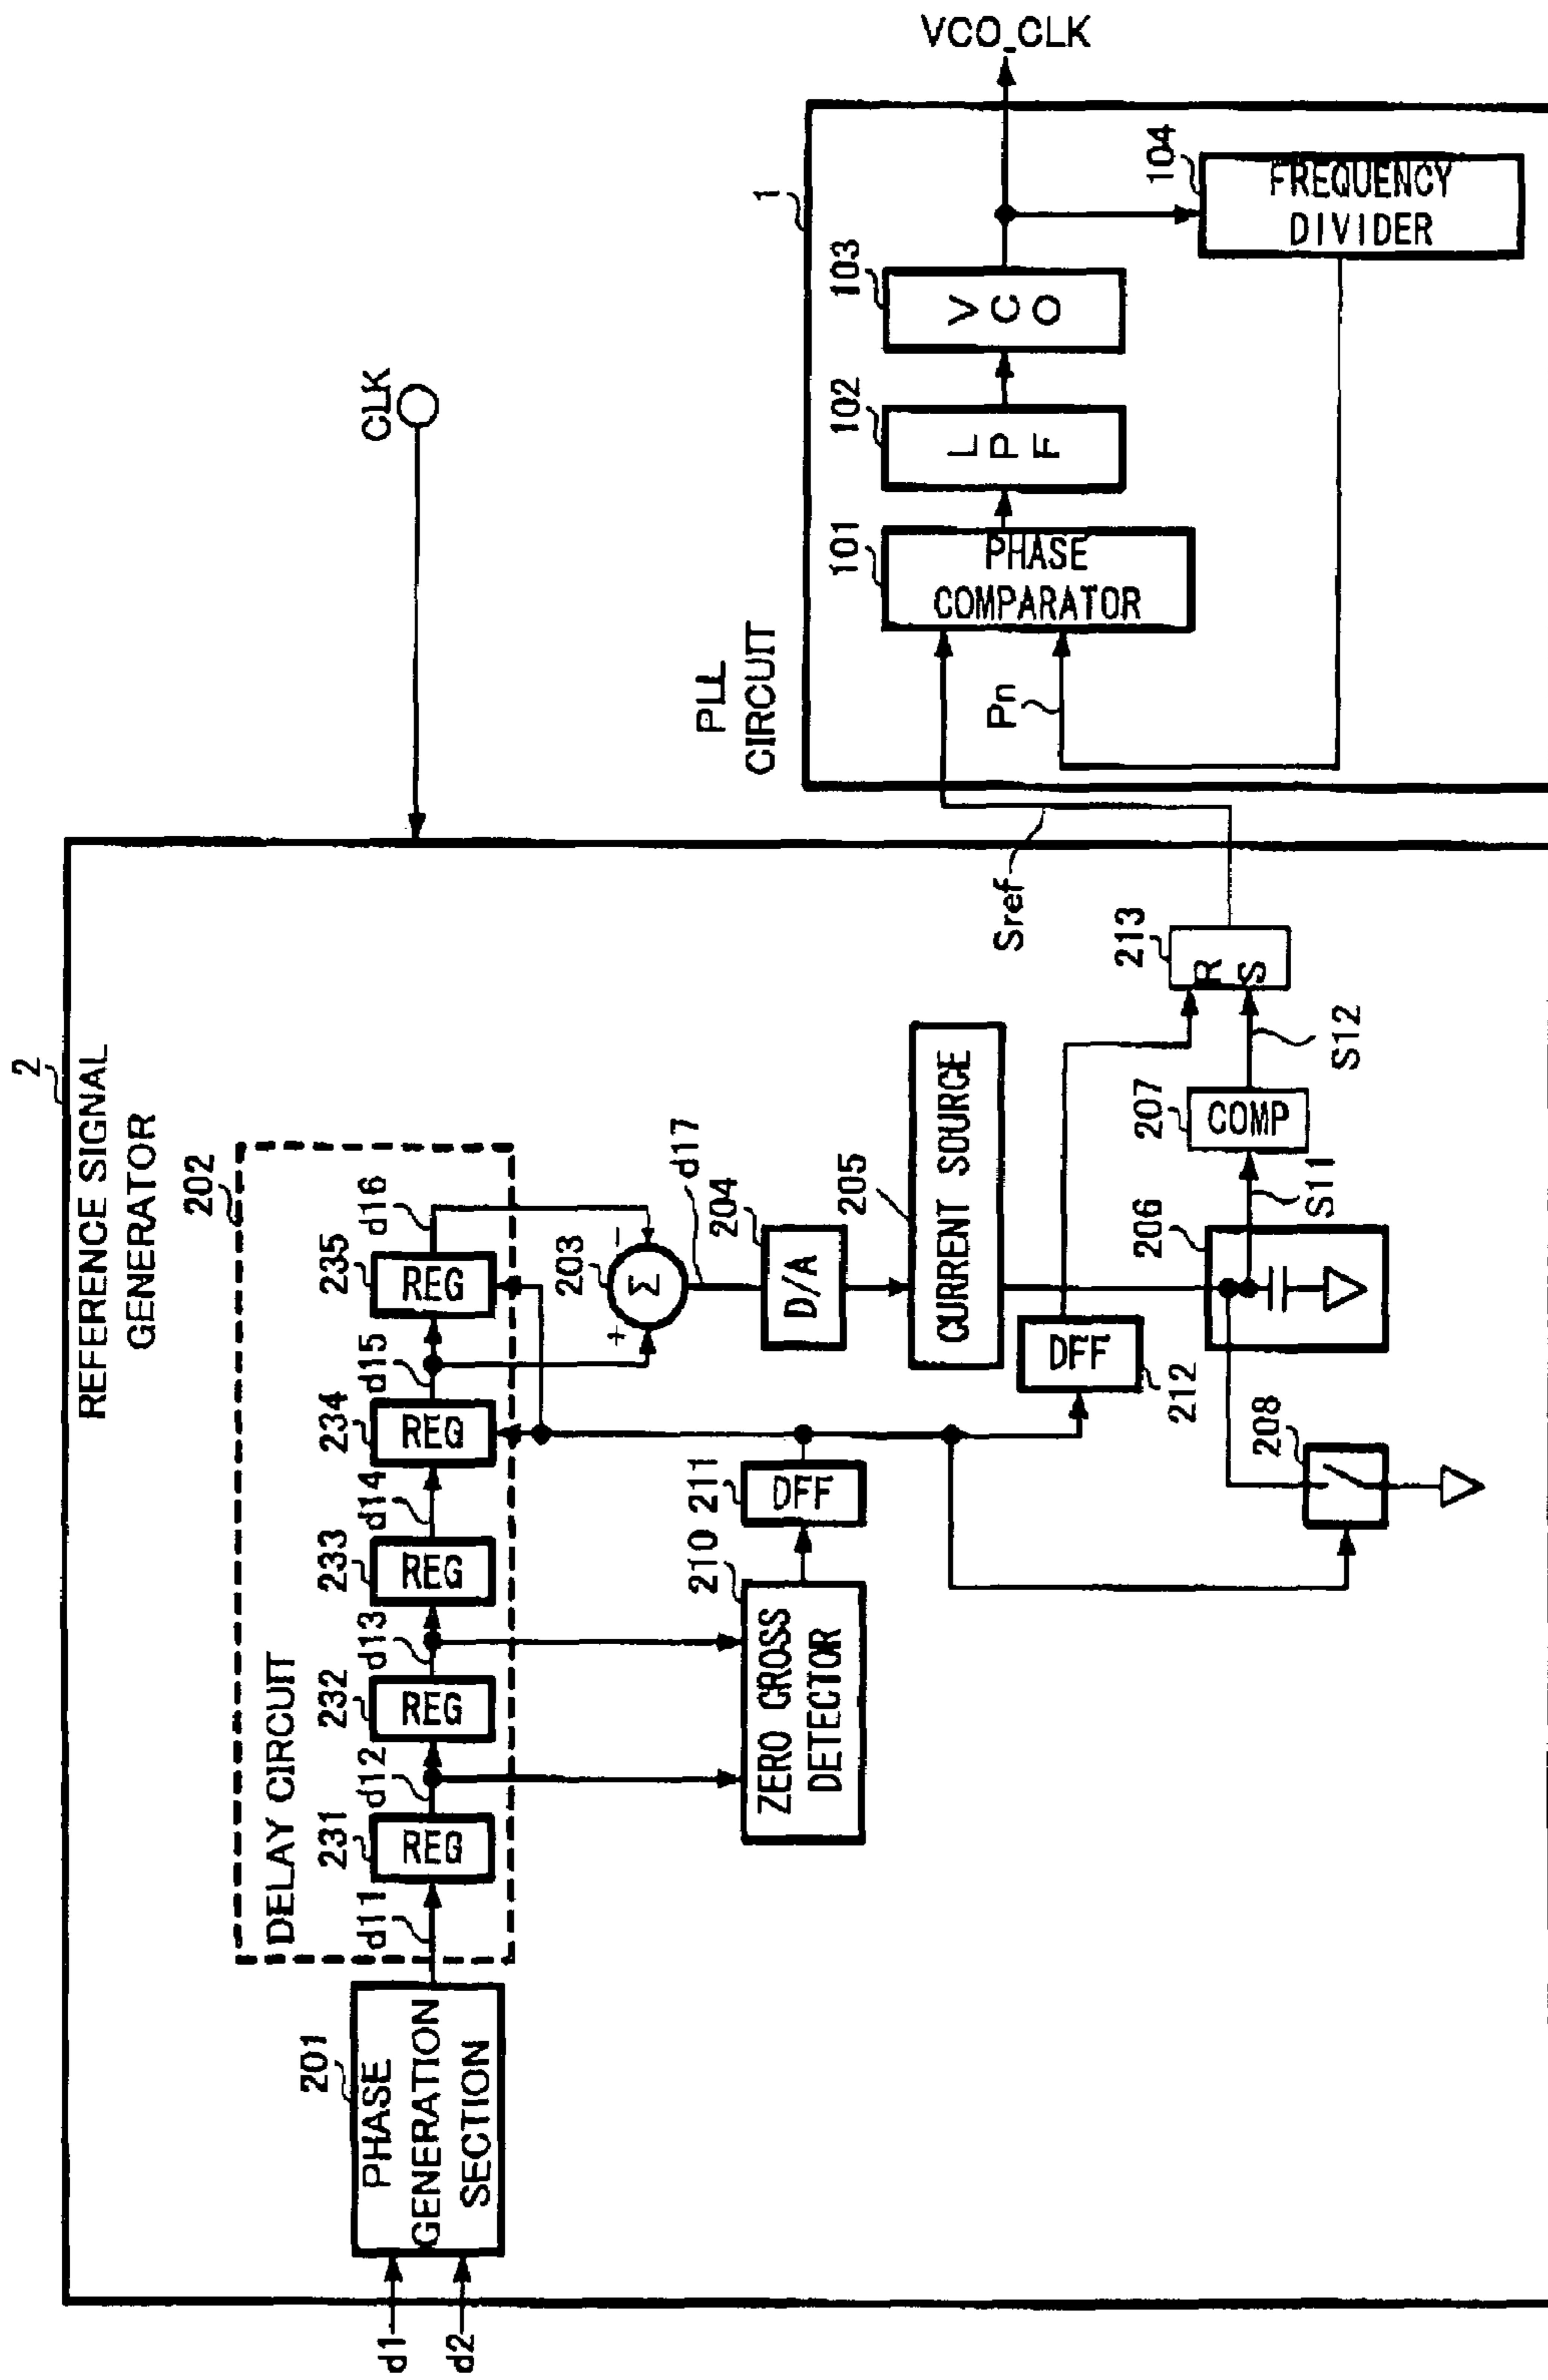 2
REFERENCE SIGNAL
GENERATOR
202
DELAY CIRCUIT
201
PHASE
GENERATION
SECTION
d1
d2
d11
231
REG
d12
232
REG
d13
233
REG
d14
234
REG
d15
235
REG
d16
203
+
−
Σ
d17
204
D/A
205
CURRENT SOURCE
210
ZERO GROSS
DETECTOR
211
DFF
212
DFF
206
208
S11
207
COMP
S12
213
R
S
Sref
CLK
PLL
CIRCUIT
1
Pn
101
PHASE
COMPARATOR
102
LPF
103
VCO
104
FREQUENCY
DIVIDER
VCO_CLK